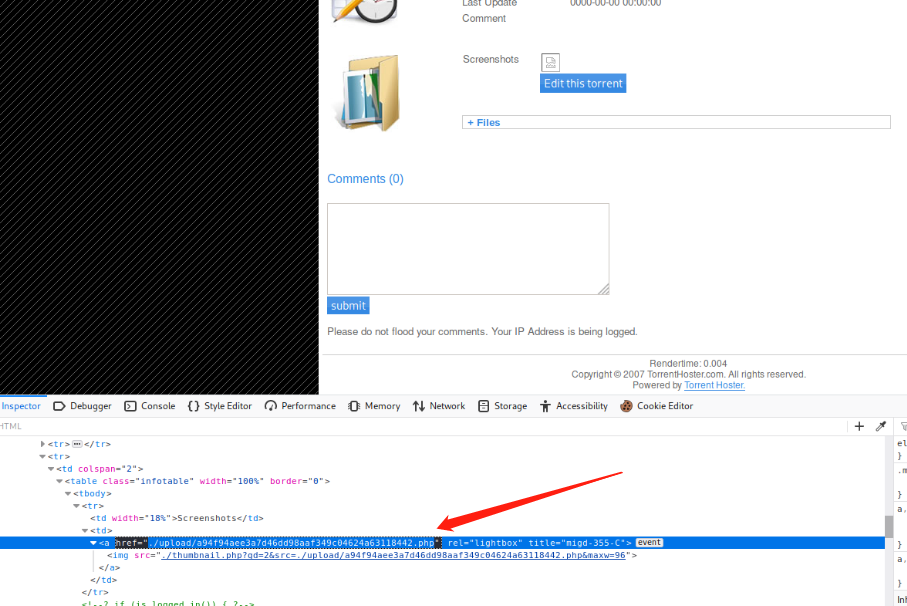 Last Update 0000-00-00 00:00:00
Comment
Screenshots
Edit this torrent
+ Files
Comments (0)
submit
Please do not flood your comments. Your IP Address is being logged.
Rendertime: 0.004
Copyright © 2007 TorrentHoster.com. All rights reserved.
Powered by Torrent Hoster.
Inspector Debugger Console {} Style Editor Performance Memory Network Storage Accessibility Cookie Editor
HTML +
<tr> ... </tr>
<tr>
<td colspan="2">
<table class="infotable" width="100%" border="0">
<tbody>
<tr>
<td width="18%">Screenshots</td>
<td>
<a href="./upload/a94f94aee3a7d46dd98aaf349c04624a63118442.php" rel="lightbox" title="migd-355-C"> event
<img src="./thumbnail.php?gd=2&src=./upload/a94f94aee3a7d46dd98aaf349c04624a63118442.php&maxw=96">
</a>
</td>
</tr>
<!--? if (is_logged_in()) { ?-->
el
}
.m
}
a,
}
a,
}
Inh